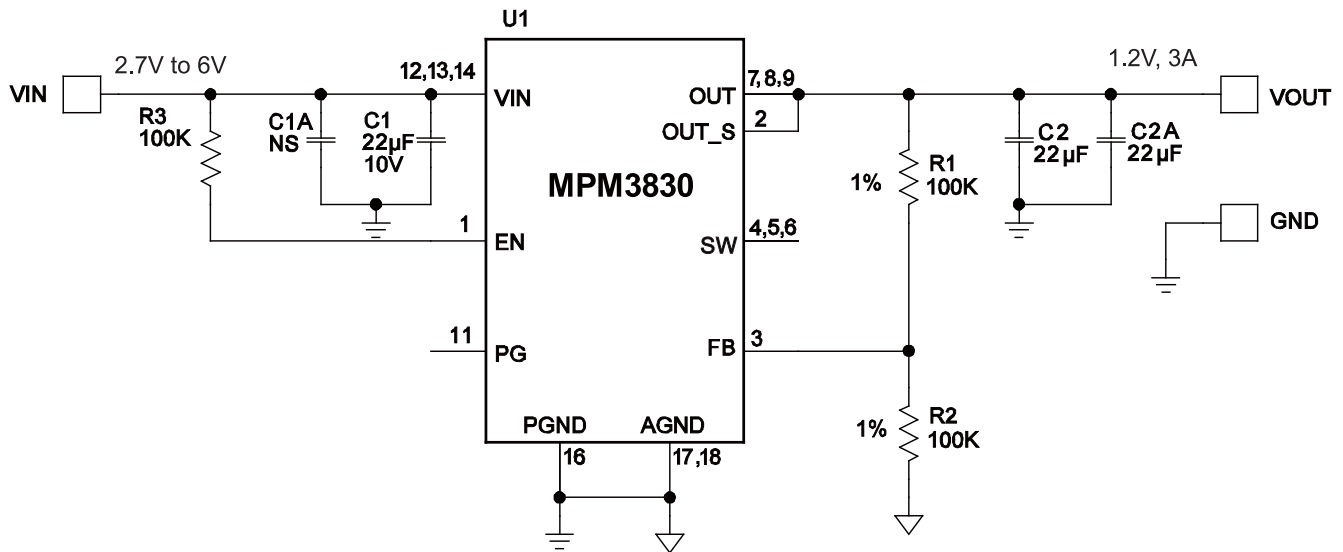 U1
2.7V to 6V
1.2V, 3A
12,13,14
7,8,9
VIN
VIN
OUT
VOUT
R3
100K
C1A
NS
C1
22µF
10V
2
OUT_S
C2
22µF
C2A
22µF
MPM3830
1%
R1
100K
1
EN
4,5,6
SW
GND
11
PG
3
FB
PGND
AGND
16
17,18
1%
R2
100K